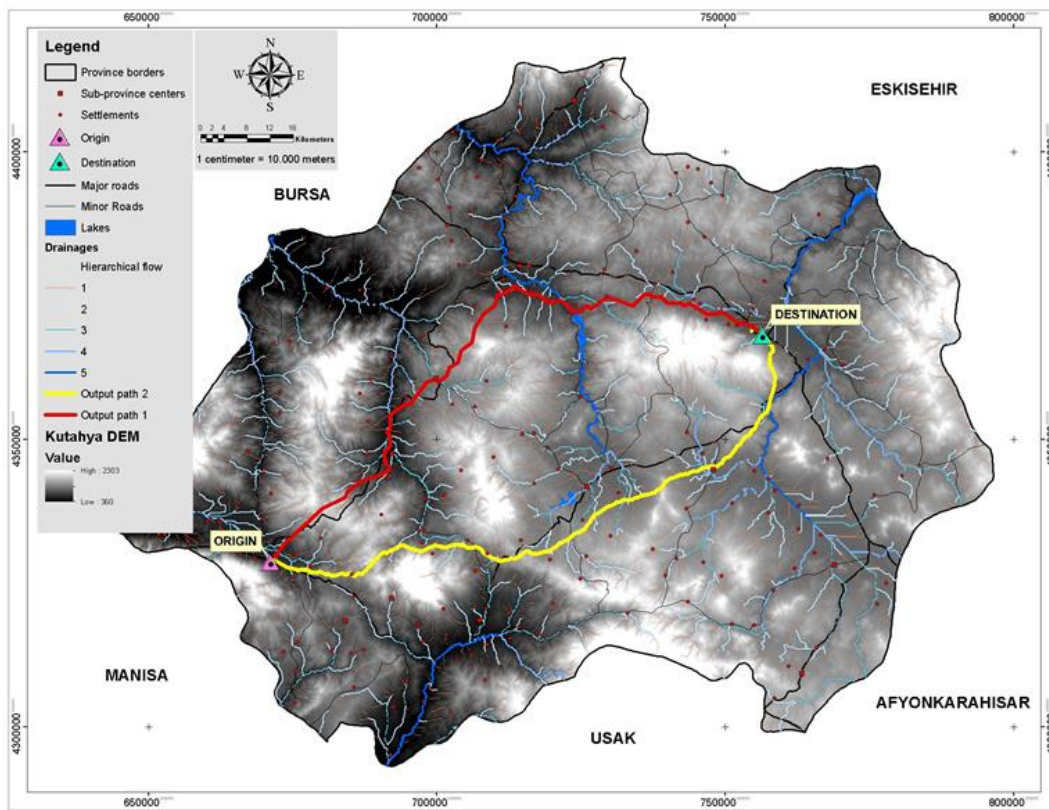 650000 700000 750000 800000
Legend
Province borders
Sub-province centers
Settlements
Origin
Destination
Major roads
Minor Roads
Lakes
Drainages
Hierarchical flow
1
2
3
4
5
Output path 2
Output path 1
Kutahya DEM
Value
High : 2303
Low : 360
N
W E
S
0 2 4 8 12 16
Kilometers
1 centimeter = 10.000 meters
ESKISEHIR
BURSA
DESTINATION
ORIGIN
MANISA
USAK
AFYONKARAHISAR
4400000
4350000
4300000
650000 700000 750000 800000